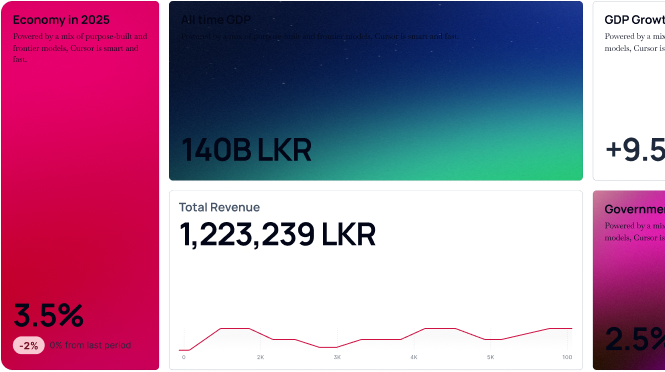 Economy in 2025
Powered by a mix of purpose-built and
frontier models, Cursor is smart and
fast.
3.5%
-2%
0% from last period
All time GDP
Powered by a mix of purpose-built and frontier models, Cursor is smart and fast.
140B LKR
Total Revenue
1,223,239 LKR
0 2K 3K 4K 5K 100
GDP Growt
Powered by a mix
models, Cursor is
+9.5
Governme
Powered by a mix
models, Cursor is
2.5%